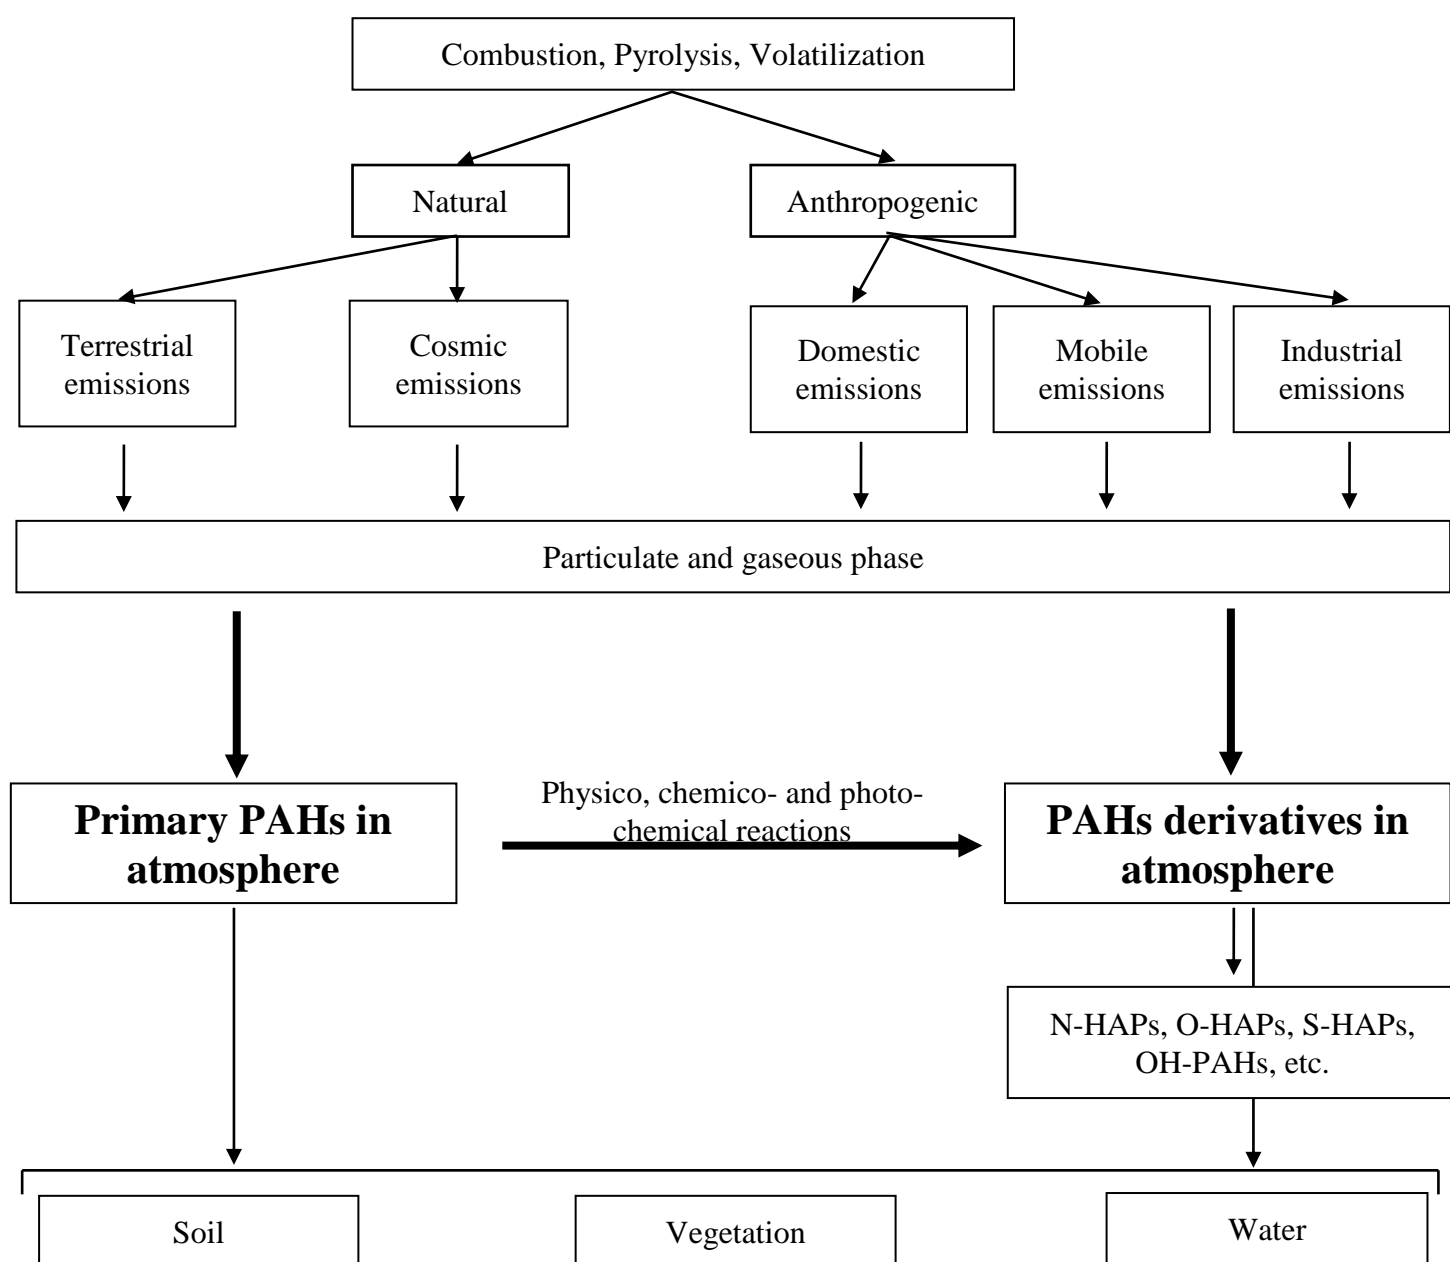 Combustion, Pyrolysis, Volatilization
Natural
Anthropogenic
Terrestrial
emissions
Cosmic
emissions
Domestic
emissions
Mobile
emissions
Industrial
emissions
Particulate and gaseous phase
Primary PAHs in
atmosphere
Physico, chemico- and photo-
chemical reactions
PAHs derivatives in
atmosphere
N-HAPs, O-HAPs, S-HAPs,
OH-PAHs, etc.
Soil
Vegetation
Water